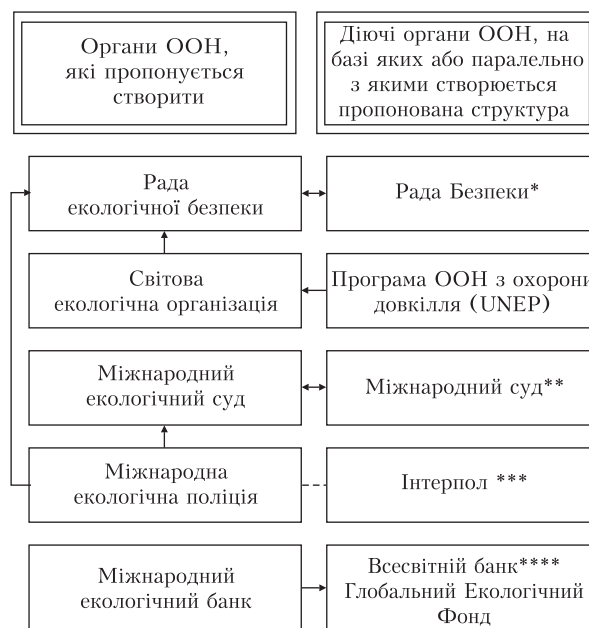 Органи ООН,
які пропонується
створити
Діючі органи ООН, на
базі яких або паралельно
з якими створюється
пропонована структура
Рада
екологічної безпеки
Рада Безпеки*
Світова
екологічна організація
Програма ООН з охорони
довкілля (UNEP)
Міжнародний
екологічний суд
Міжнародний суд**
Міжнародна
екологічна поліція
Інтерпол ***
Міжнародний
екологічний банк
Всесвітній банк****
Глобальний Екологічний
Фонд